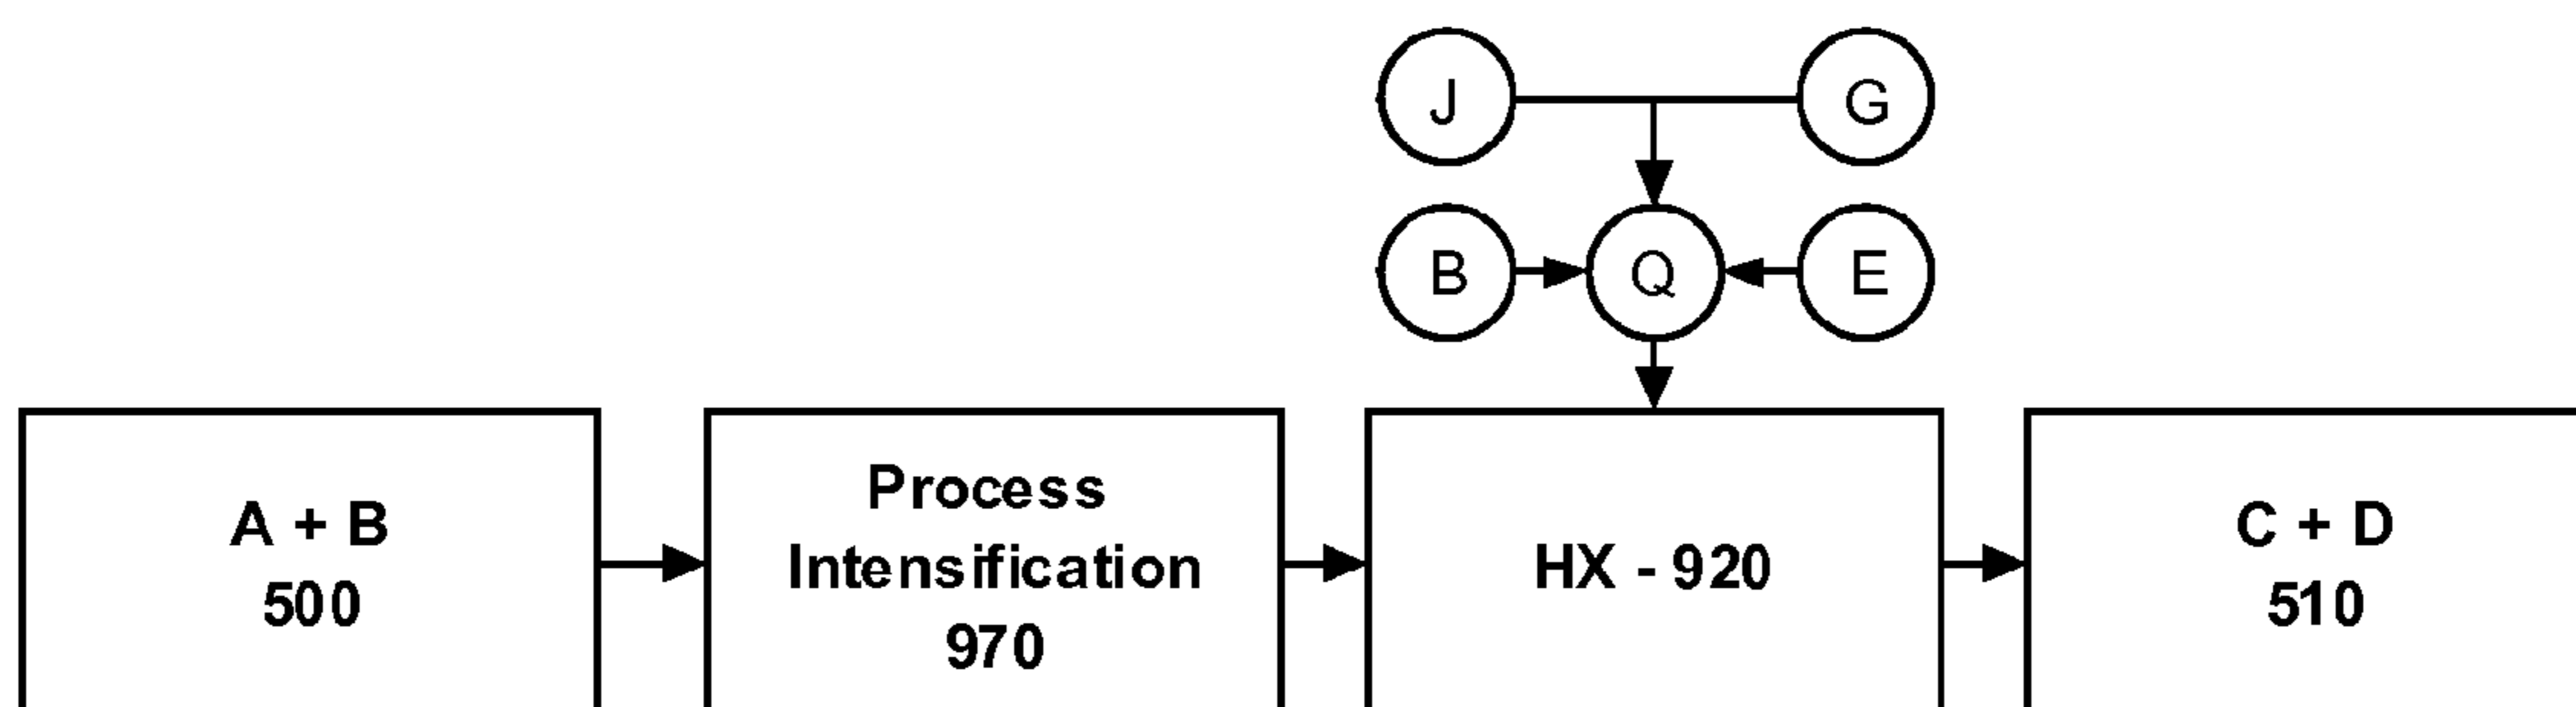 J
G
B
Q
E
A + B
500
Process
Intensification
970
HX - 920
C + D
510